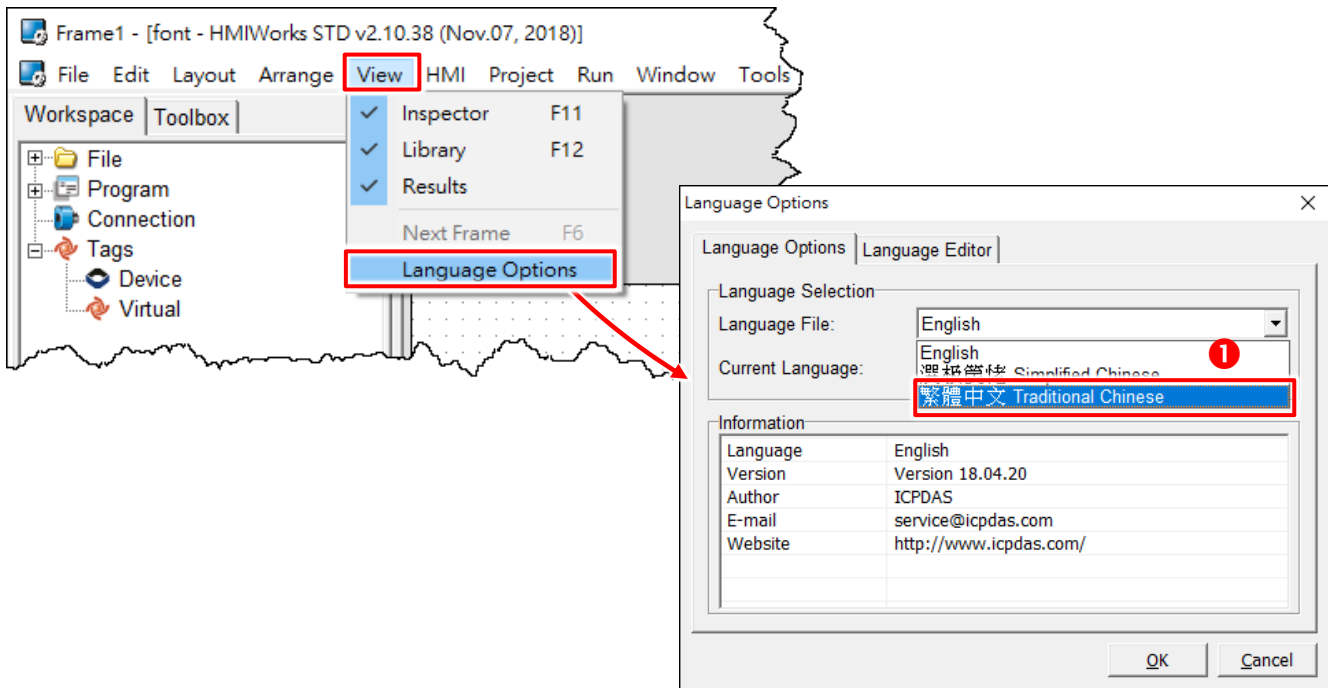 Frame1 - [font - HMIWorks STD v2.10.38 (Nov.07, 2018)]
File Edit Layout Arrange View HMI Project Run Window Tools
Workspace Toolbox
File
Program
Connection
Tags
Device
Virtual
Inspector F11
Library F12
Results
Next Frame F6
Language Options
Language Options
Language Options Language Editor
Language Selection
Language File: English
English
Simplified Chinese
繁體中文 Traditional Chinese
1
Current Language:
Information
Language English
Version Version 18.04.20
Author ICPDAS
E-mail service@icpdas.com
Website http://www.icpdas.com/
OK Cancel